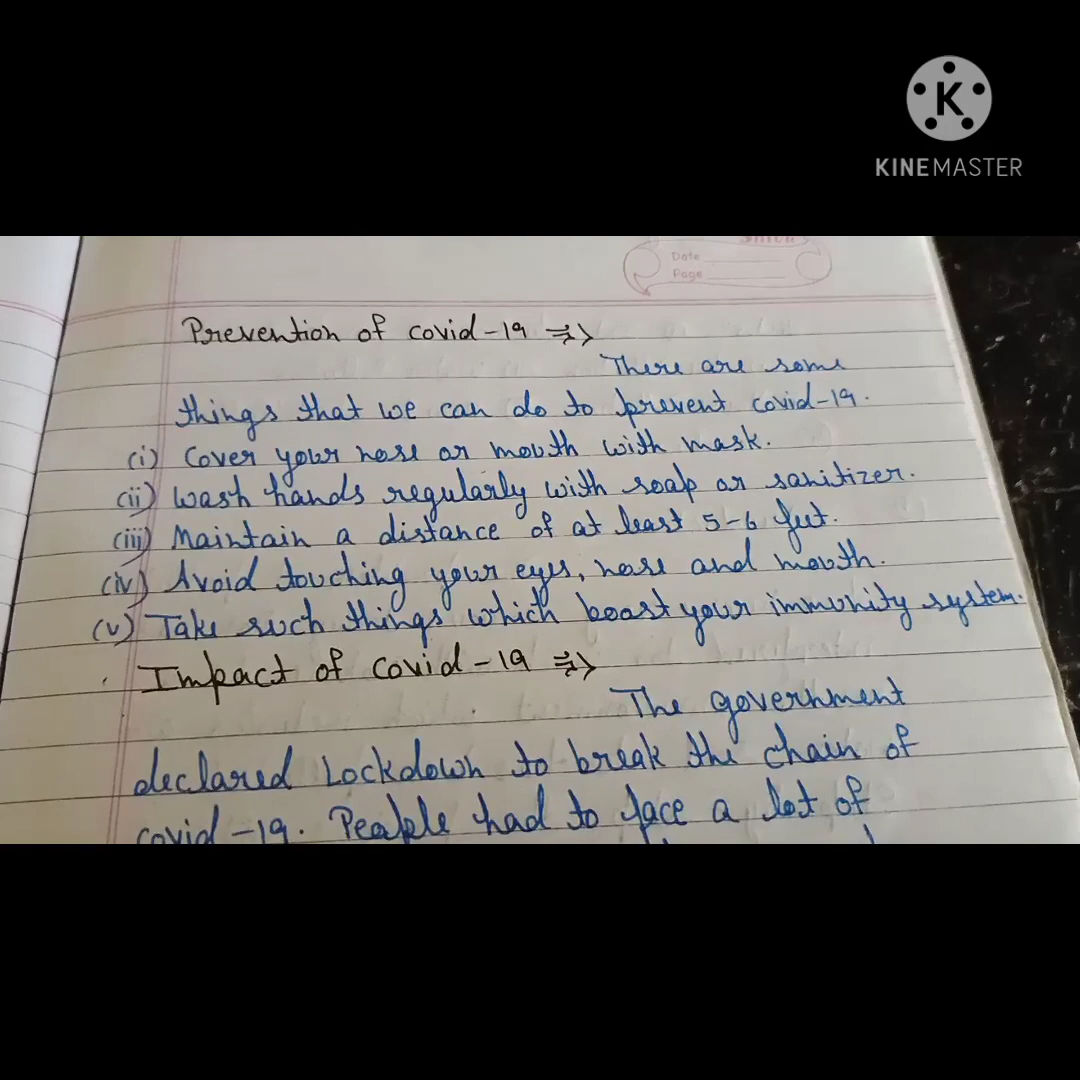 KINEMASTER
Date
Page
Prevention of covid-19 ⇒>
There are some
things that we can do to prevent covid-19.
(i) Cover your nose or mouth with mask.
(ii) wash hands regularly with soap or sanitizer.
(iii) Maintain a distance of at least 5-6 feet.
(iv) Avoid touching your eyes, nose and mouth.
(v) Take such things which boost your immunity system.
Impact of covid-19 ⇒>
The government
declared Lockdown to break the chain of
covid-19. People had to face a lot of